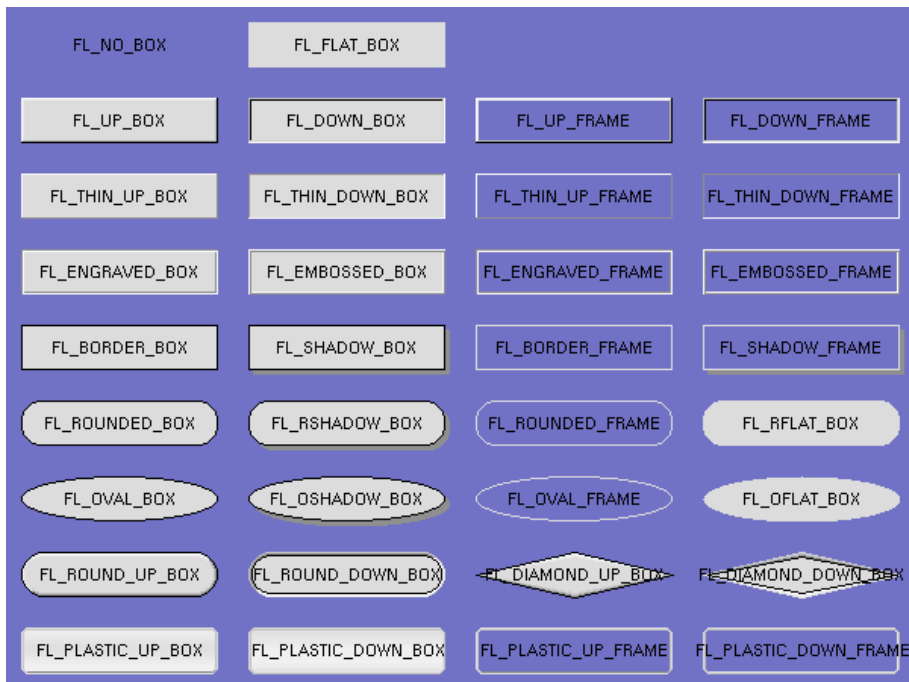 FL_NO_BOX FL_FLAT_BOX
FL_UP_BOX FL_DOWN_BOX FL_UP_FRAME FL_DOWN_FRAME
FL_THIN_UP_BOX FL_THIN_DOWN_BOX FL_THIN_UP_FRAME FL_THIN_DOWN_FRAME
FL_ENGRAVED_BOX FL_EMBOSSED_BOX FL_ENGRAVED_FRAME FL_EMBOSSED_FRAME
FL_BORDER_BOX FL_SHADOW_BOX FL_BORDER_FRAME FL_SHADOW_FRAME
FL_ROUNDED_BOX FL_RSHADOW_BOX FL_ROUNDED_FRAME FL_RFLAT_BOX
FL_OVAL_BOX FL_OSHADOW_BOX FL_OVAL_FRAME FL_OFLAT_BOX
FL_ROUND_UP_BOX FL_ROUND_DOWN_BOX FL_DIAMOND_UP_BOX FL_DIAMOND_DOWN_BOX
FL_PLASTIC_UP_BOX FL_PLASTIC_DOWN_BOX FL_PLASTIC_UP_FRAME FL_PLASTIC_DOWN_FRAME